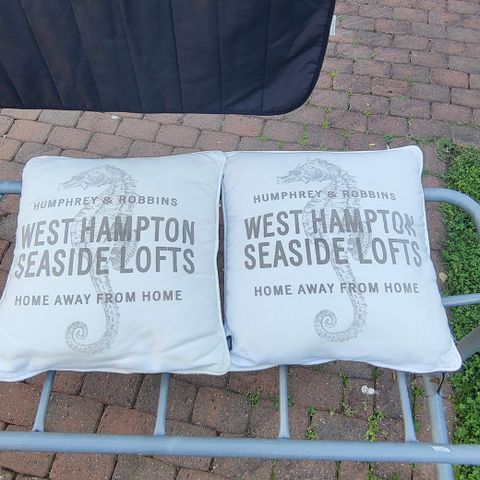 HUMPHREY & ROBBINS
WEST HAMPTON
SEASIDE LOFTS
HOME AWAY FROM HOME
HUMPHREY & ROBBINS
WEST HAMPTON
SEASIDE LOFTS
HOME AWAY FROM HOME